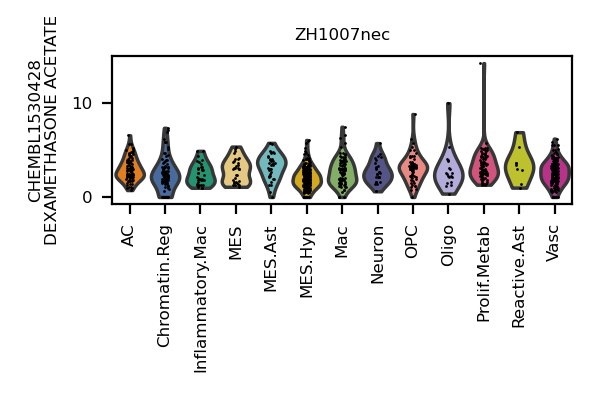 ZH1007nec
CHEMBL1530428
DEXAMETHASONE ACETATE
10
0
AC
Chromatin.Reg
Inflammatory.Mac
MES
MES.Ast
MES.Hyp
Mac
Neuron
OPC
Oligo
Prolif.Metab
Reactive.Ast
Vasc